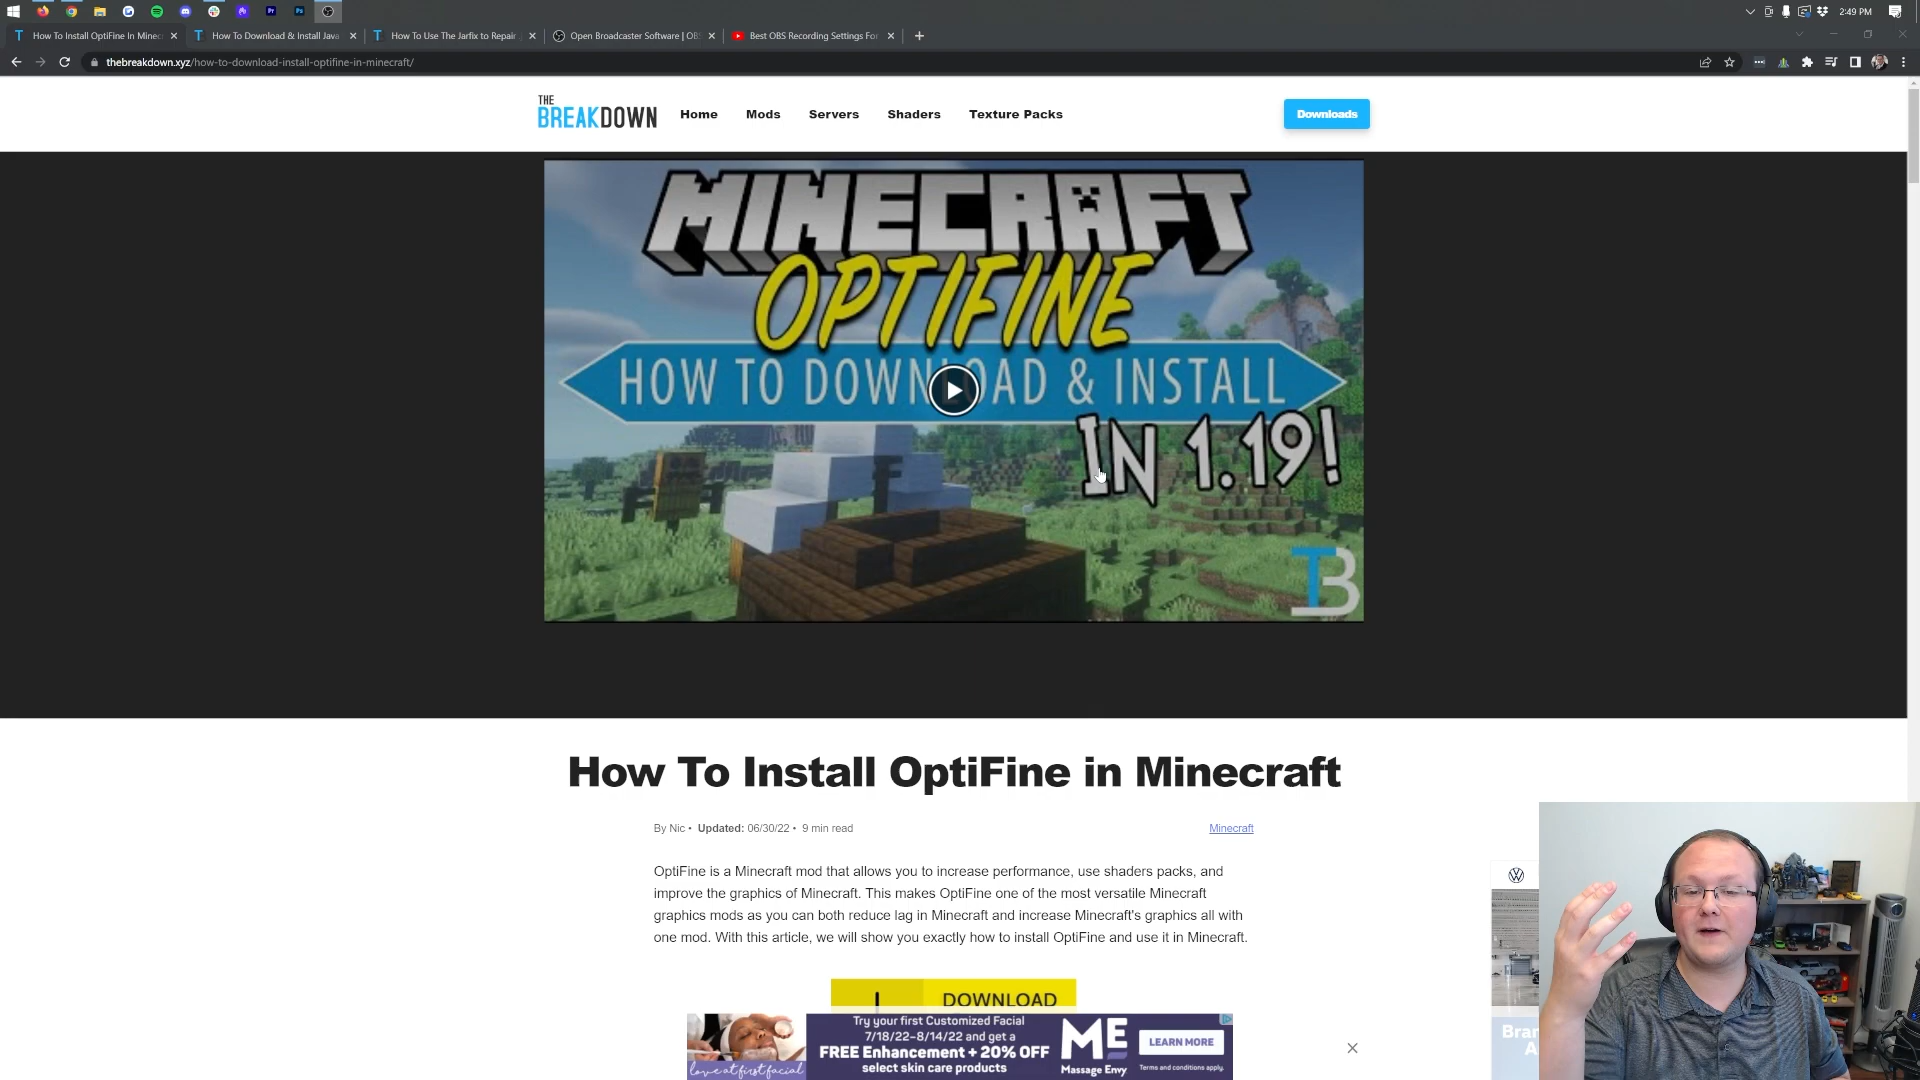 2:49 PM
How To Install OptiFine In Minec
How To Download & Install Java
How To Use The Jarfix to Repair
Open Broadcaster Software | OBS
Best OBS Recording Settings For
thebreakdown.xyz/how-to-download-install-optifine-in-minecraft/
THE
BREAKDOWN
Home
Mods
Servers
Shaders
Texture Packs
Downloads
MINECRAFT
OPTIFINE
HOW TO DOWNLOAD & INSTALL
IN 1.19!
TB
How To Install OptiFine in Minecraft
By Nic • Updated: 06/30/22 • 9 min read
Minecraft
OptiFine is a Minecraft mod that allows you to increase performance, use shaders packs, and
improve the graphics of Minecraft. This makes OptiFine one of the most versatile Minecraft
graphics mods as you can both reduce lag in Minecraft and increase Minecraft's graphics all with
one mod. With this article, we will show you exactly how to install OptiFine and use it in Minecraft.
DOWNLOAD
love at first facial
Try your first Customized Facial
7/18/22-8/14/22 and get a
FREE Enhancement + 20% OFF
select skin care products
ME
Massage Envy
LEARN MORE
Terms and conditions apply.
Bran
A